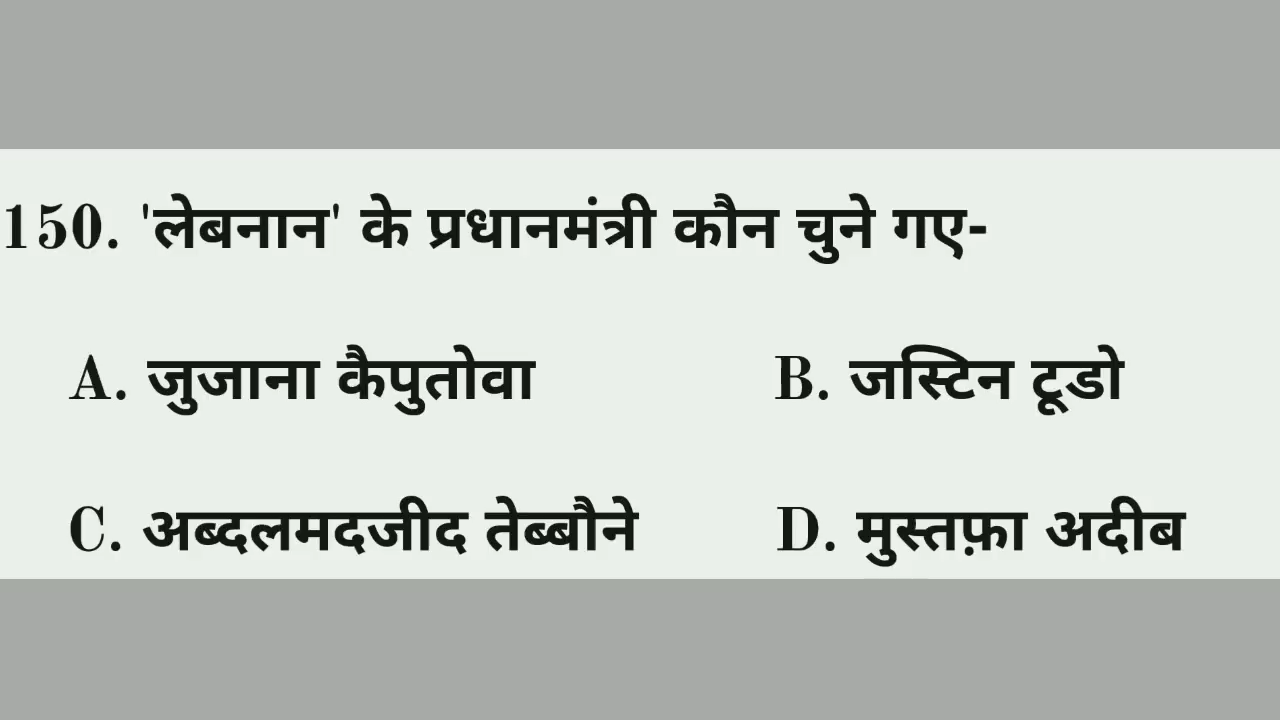 150. 'लेबनान' के प्रधानमंत्री कौन चुने गए-
A. जुजाना कैपुतोवा B. जस्टिन टूडो
C. अब्दलमदजीद तेब्बौने D. मुस्तफ़ा अदीब